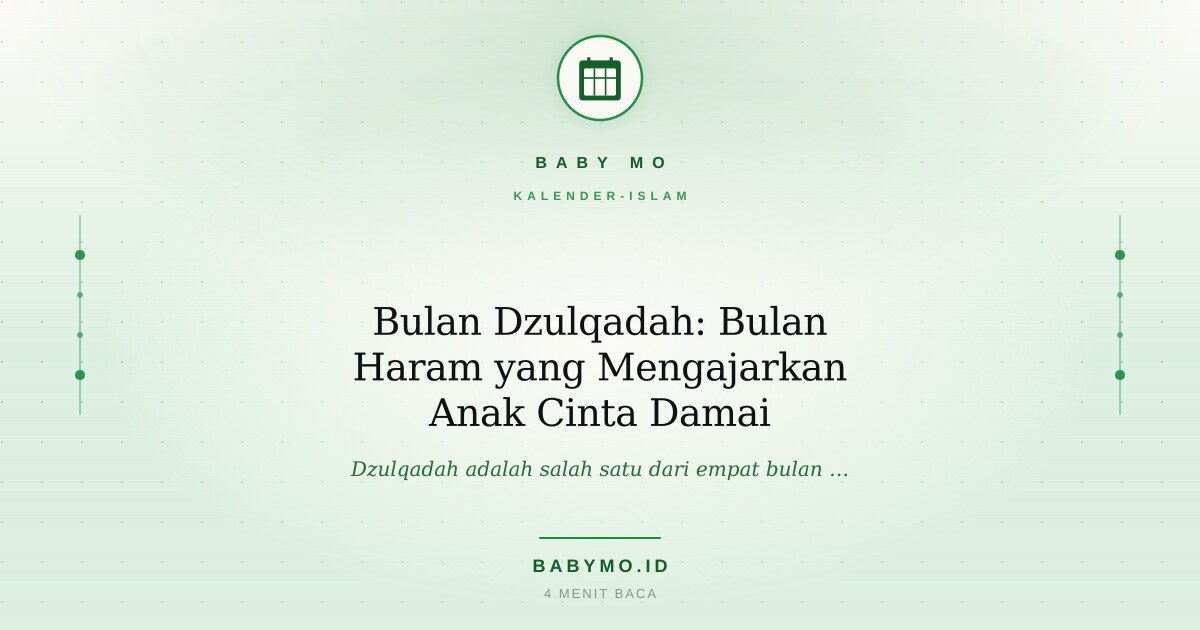 BABY MO
KALENDER-ISLAM
Bulan Dzulqadah: Bulan
Haram yang Mengajarkan
Anak Cinta Damai
Dzulqadah adalah salah satu dari empat bulan ...
BABYMO.ID
4 MENIT BACA